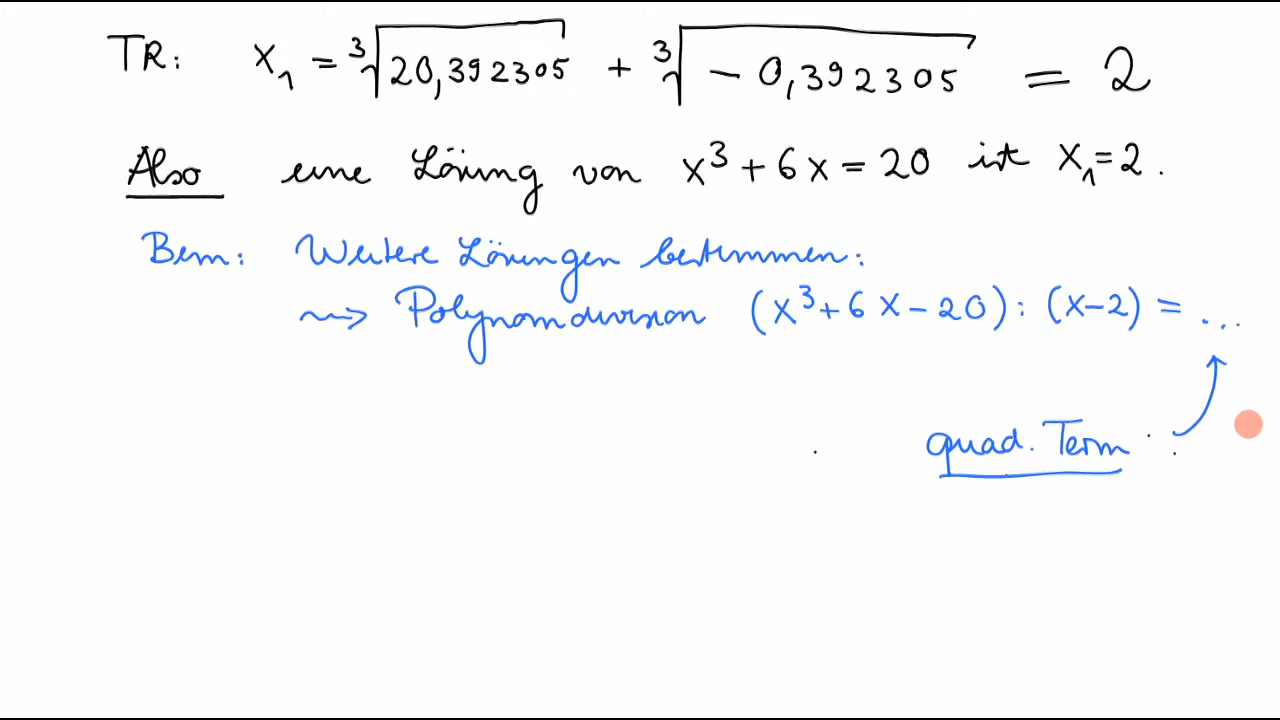 TR: x₁ = ∛20,392305 + ∛-0,392305 = 2
Also eine Lösung von x³ + 6x = 20 ist x₁=2.
Bem: Weitere Lösungen bestimmen:
⇝ Polynomdivision (x³+6x-20) : (x-2) = ...
quad. Term